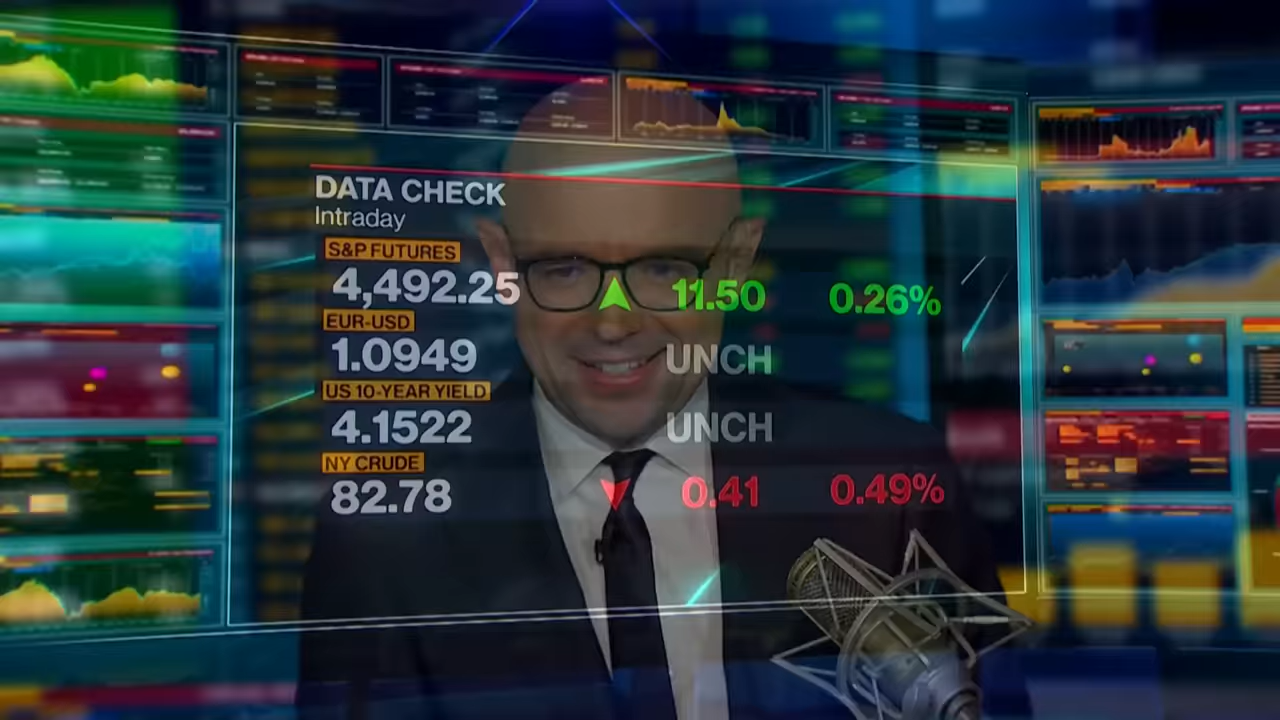 DATA CHECK
Intraday
S&P FUTURES
4,492.25 ▲ 11.50 0.26%
EUR-USD
1.0949 UNCH
US 10-YEAR YIELD
4.1522 UNCH
NY CRUDE
82.78 ▼ 0.41 0.49%